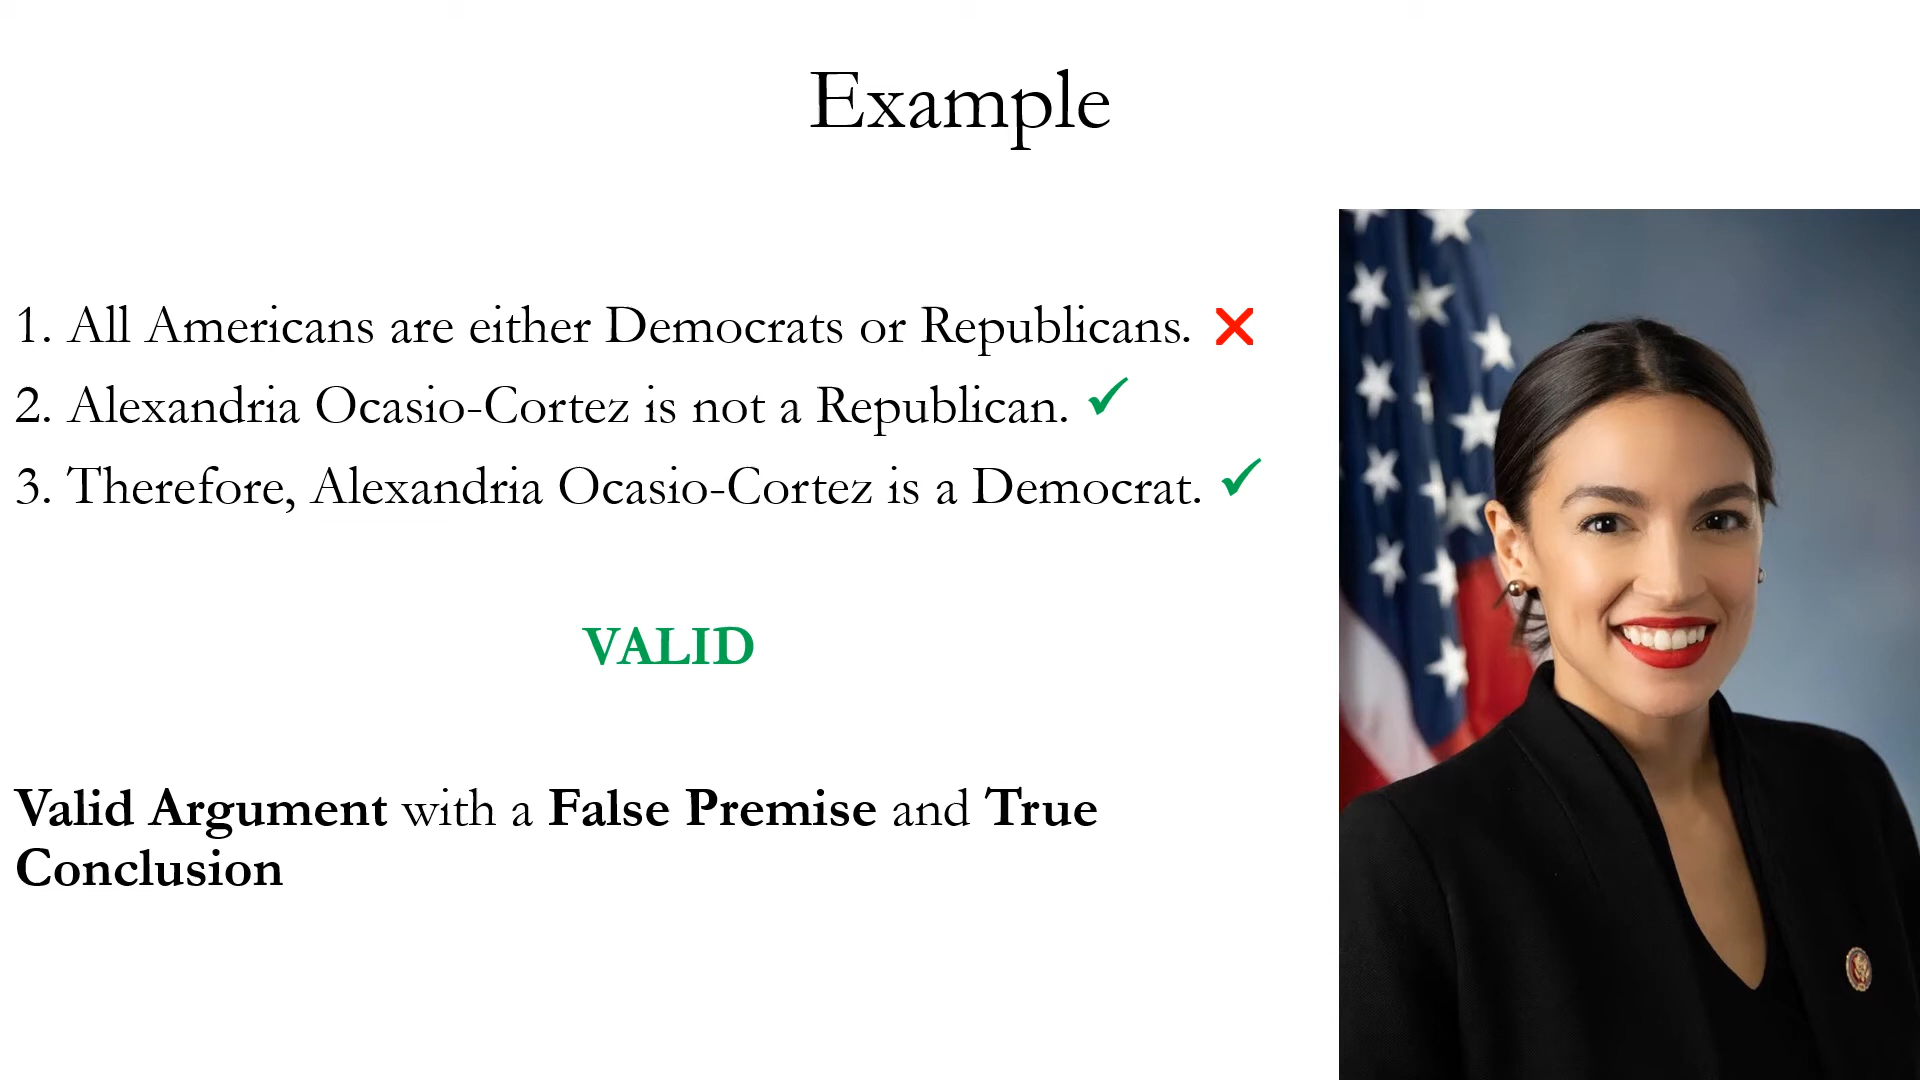 Example
1. All Americans are either Democrats or Republicans.
2. Alexandria Ocasio-Cortez is not a Republican.
3. Therefore, Alexandria Ocasio-Cortez is a Democrat.
VALID
Valid Argument with a False Premise and True
Conclusion